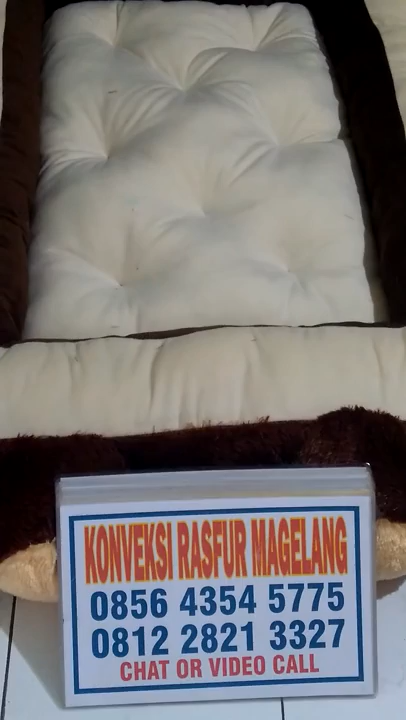 KONVEKSI RASFUR MAGELANG
0856 4354 5775
0812 2821 3327
CHAT OR VIDEO CALL